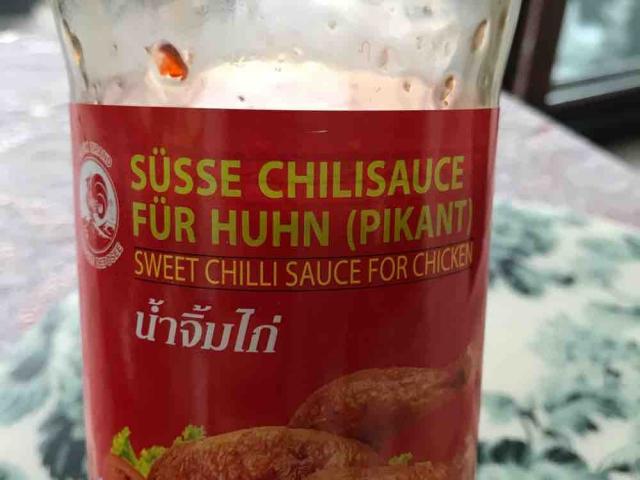 SÜSSE CHILISAUCE
FÜR HUHN (PIKANT)
SWEET CHILLI SAUCE FOR CHICKEN
น้ำจิ้มไก่